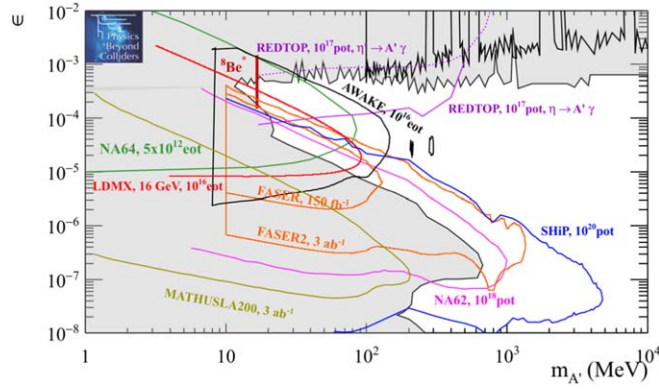 ε
Physics
Beyond
Colliders
REDTOP, 10¹⁷pot, η'→ A' γ
⁸Be*
AWAKE, 10¹⁶eot
REDTOP, 10¹⁷pot, η → A' γ
NA64, 5x10¹²eot
LDMX, 16 GeV, 10¹⁶eot
FASER, 150 fb⁻¹
SHiP, 10²⁰pot
FASER2, 3 ab⁻¹
NA62, 10¹⁸pot
MATHUSLA200, 3 ab⁻¹
10⁻²
10⁻³
10⁻⁴
10⁻⁵
10⁻⁶
10⁻⁷
10⁻⁸
1 10 10² 10³ 10⁴
m_A' (MeV)